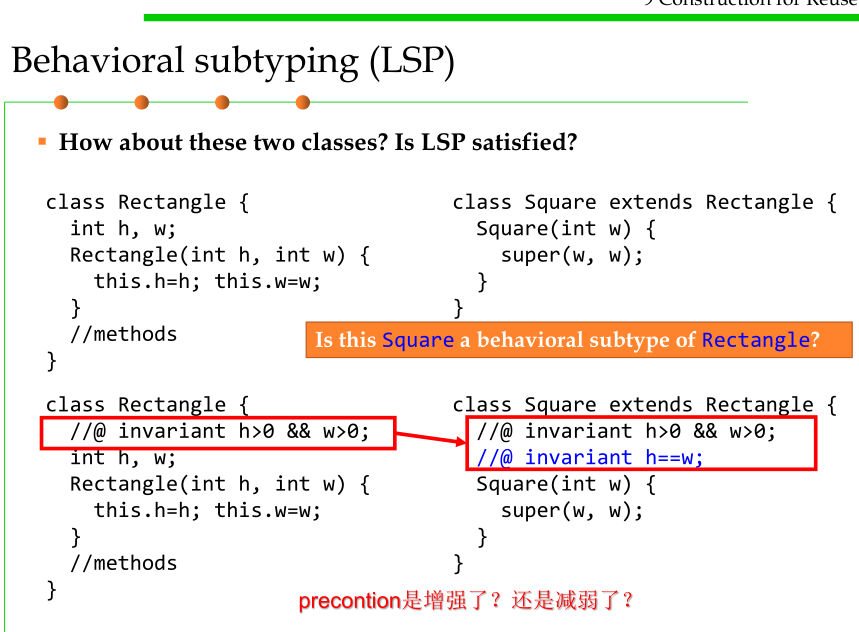 9 Construction for Reuse
Behavioral subtyping (LSP)
How about these two classes? Is LSP satisfied?
class Rectangle {
int h, w;
Rectangle(int h, int w) {
this.h=h; this.w=w;
}
//methods
}
class Square extends Rectangle {
Square(int w) {
super(w, w);
}
}
Is this Square a behavioral subtype of Rectangle?
class Rectangle {
//@ invariant h>0 && w>0;
int h, w;
Rectangle(int h, int w) {
this.h=h; this.w=w;
}
//methods
}
class Square extends Rectangle {
//@ invariant h>0 && w>0;
//@ invariant h==w;
Square(int w) {
super(w, w);
}
}
precontion是增强了？还是减弱了？